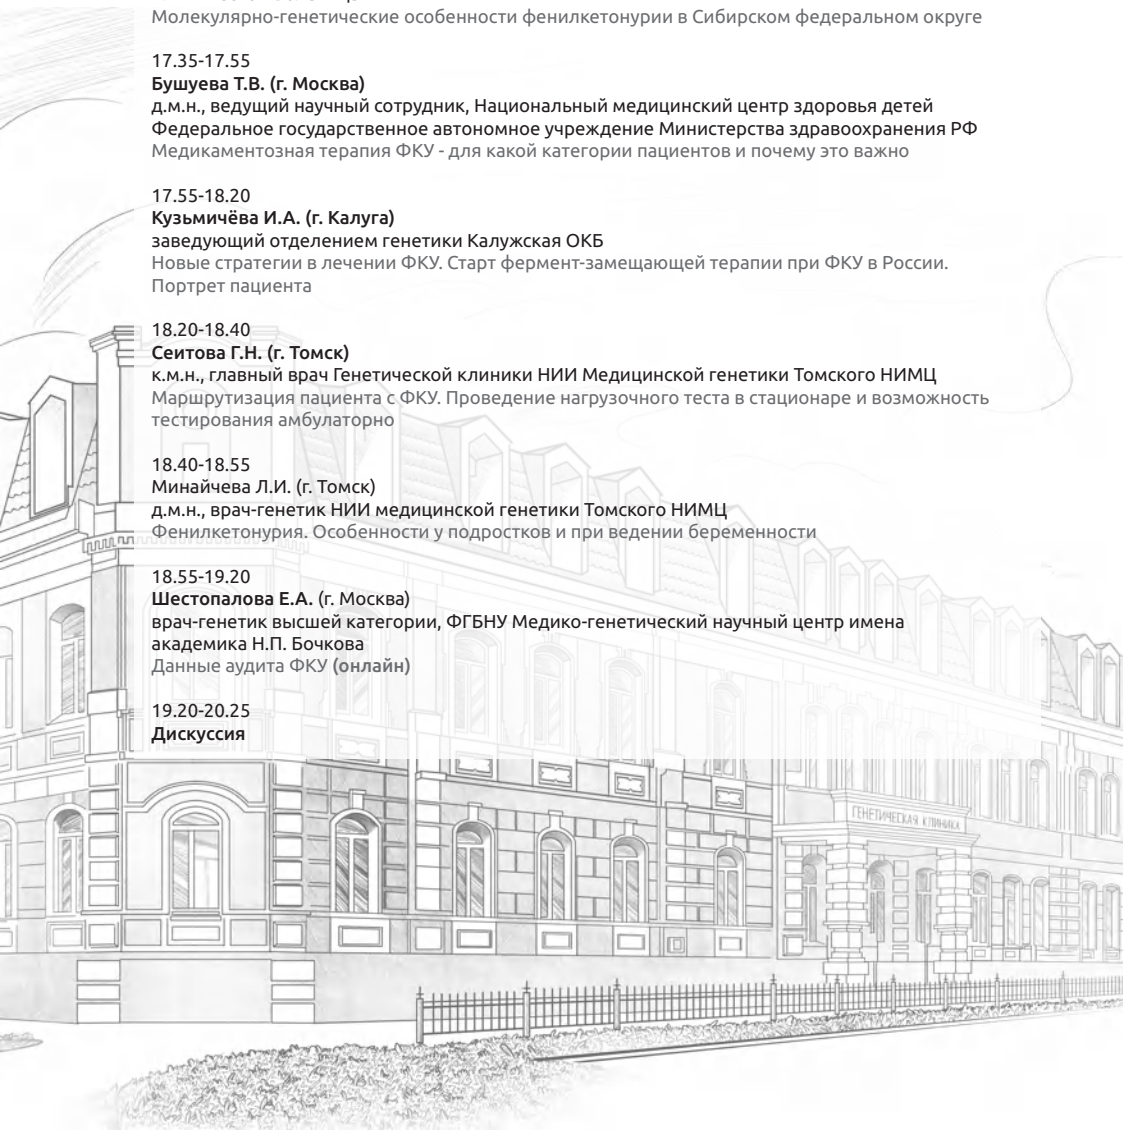 Молекулярно-генетические особенности фенилкетонурии в Сибирском федеральном округе
17.35-17.55
Бушуева Т.В. (г. Москва)
д.м.н., ведущий научный сотрудник, Национальный медицинский центр здоровья детей
Федеральное государственное автономное учреждение Министерства здравоохранения РФ
Медикаментозная терапия ФКУ - для какой категории пациентов и почему это важно
17.55-18.20
Кузьмичёва И.А. (г. Калуга)
заведующий отделением генетики Калужская ОКБ
Новые стратегии в лечении ФКУ. Старт фермент-замещающей терапии при ФКУ в России.
Портрет пациента
18.20-18.40
Сеитова Г.Н. (г. Томск)
к.м.н., главный врач Генетической клиники НИИ Медицинской генетики Томского НИМЦ
Маршрутизация пациента с ФКУ. Проведение нагрузочного теста в стационаре и возможность
тестирования амбулаторно
18.40-18.55
Минайчева Л.И. (г. Томск)
д.м.н., врач-генетик НИИ медицинской генетики Томского НИМЦ
Фенилкетонурия. Особенности у подростков и при ведении беременности
18.55-19.20
Шестопалова Е.А. (г. Москва)
врач-генетик высшей категории, ФГБНУ Медико-генетический научный центр имена
академика Н.П. Бочкова
Данные аудита ФКУ (онлайн)
19.20-20.25
Дискуссия
ГЕНЕТИЧЕСКАЯ КЛИНИКА